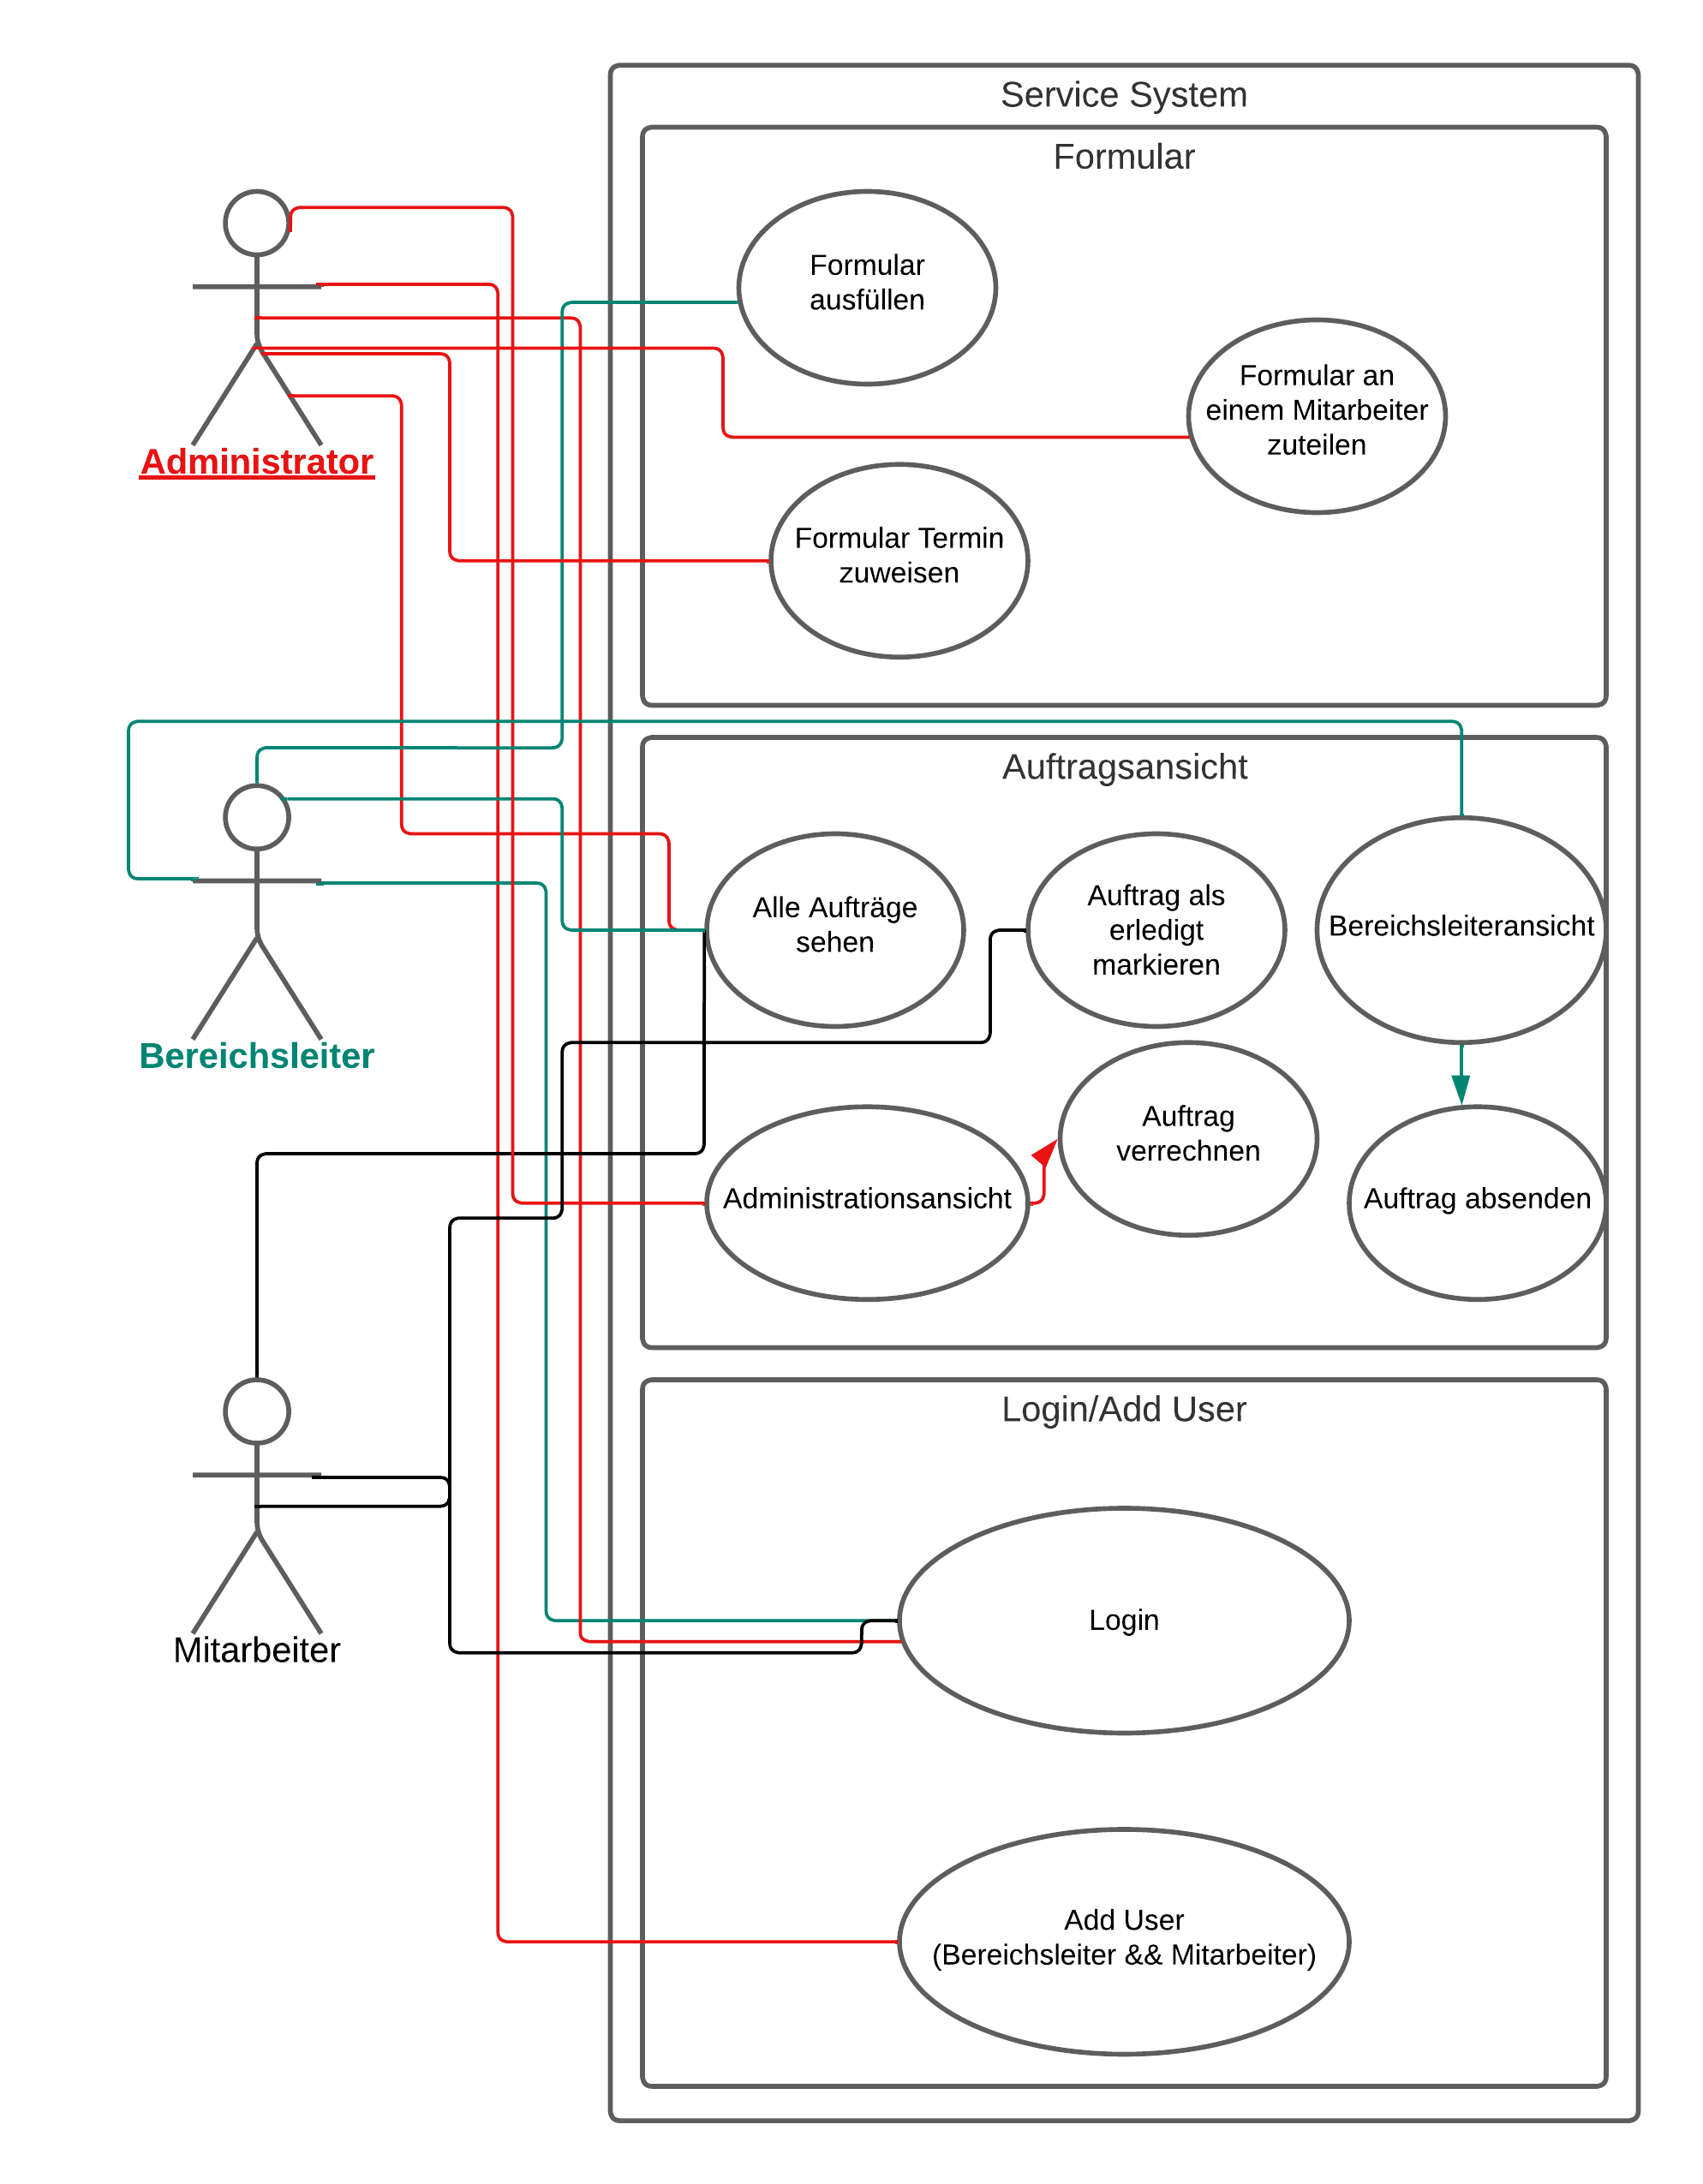 Service System
Formular
Formular
ausfüllen
Formular an
einem Mitarbeiter
zuteilen
Administrator
Formular Termin
zuweisen
Auftragsansicht
Alle Aufträge
sehen
Auftrag als
erledigt
markieren
Bereichsleiteransicht
Bereichsleiter
Auftrag
verrechnen
Administrationsansicht
Auftrag absenden
Login/Add User
Login
Mitarbeiter
Add User
(Bereichsleiter && Mitarbeiter)